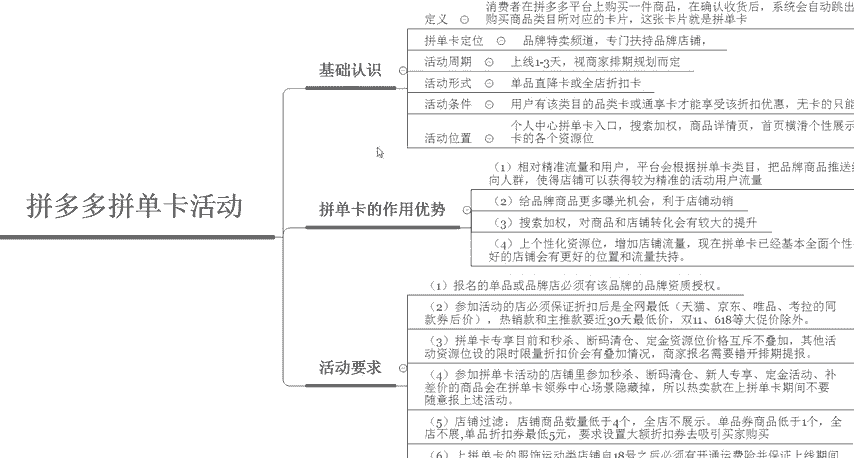 拼多多拼单卡活动
基础认识
定义
消费者在拼多多平台上购买一件商品，在确认收货后，系统会自动跳出
购买商品类目所对应的卡片，这张卡片就是拼单卡
拼单卡定位
品牌特卖频道，专门扶持品牌店铺，
活动周期
上线1-3天，视商家排期规划而定
活动形式
单品直降卡或全店折扣卡
活动条件
用户有该类目的品类卡或通享卡才能享受该折扣优惠，无卡的只能
活动位置
个人中心拼单卡入口，搜索加权，商品详情页，首页横滑个性展示
卡的各个资源位
拼单卡的作用优势
（1）相对精准流量和用户，平台会根据拼单卡类目，把品牌商品推送给
向人群，使得店铺可以获得较为精准的活动用户流量
（2）给品牌商品更多曝光机会，利于店铺动销
（3）搜索加权，对商品和店铺转化会有较大的提升
（4）上个性化资源位，增加店铺流量，现在拼单卡已经基本全面个性
好的店铺会有更好的位置和流量扶持。
活动要求
（1）报名的单品或品牌店必须有该品牌的品牌资质授权。
（2）参加活动的店必须保证折扣后是全网最低（天猫、京东、唯品、考拉的同
款券后价），热销款和主推款要近30天最低价，双11、618等大促价除外。
（3）拼单卡专享目前和秒杀、断码清仓、定金资源位价格互斥不叠加，其他活
动资源位设的限时限量折扣价会有叠加情况，商家报名需要错开排期提报。
（4）参加拼单卡活动的店铺里参加秒杀、断码清仓、新人专享、定金活动、补
差价的商品会在拼单卡领券中心场景隐藏掉，所以热卖款在上拼单卡期间不要
随意报上述活动。
（5）店铺过滤：店铺商品数量低于4个，全店不展示。单品券商品低于1个，全
店不展,单品折扣券最低5元，要求设置大额折扣券去吸引买家购买
（6）上拼单卡的服饰运动类店铺自18号之后必须有开通运费险并保证上线期间